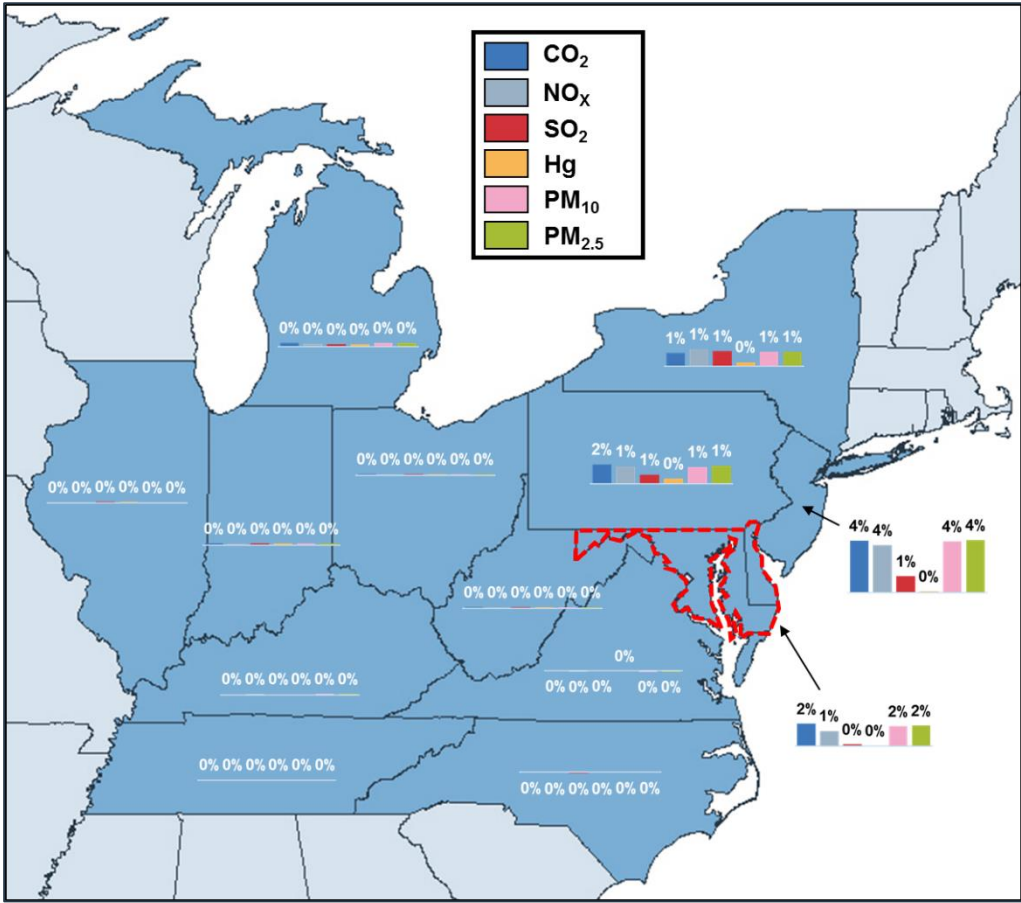 CO₂
NOₓ
SO₂
Hg
PM₁₀
PM₂.₅
0% 0% 0% 0% 0% 0%
1% 1% 1% 0% 1% 1%
2% 1% 1% 0% 1% 1%
0% 0% 0% 0% 0% 0%
0% 0% 0% 0% 0% 0%
0% 0% 0% 0% 0% 0%
4% 4% 1% 0% 4% 4%
0% 0% 0% 0% 0% 0%
0%
0% 0% 0% 0% 0%
0% 0% 0% 0% 0% 0%
2% 1% 0% 0% 2% 2%
0% 0% 0% 0% 0% 0%
0% 0% 0% 0% 0% 0%